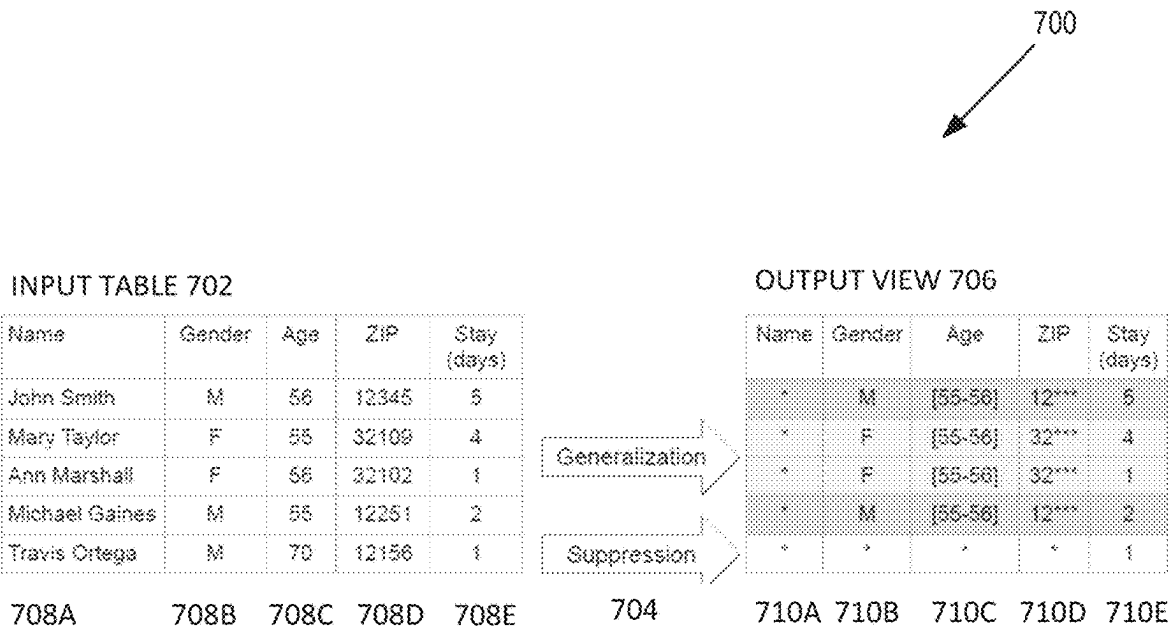 700
INPUT TABLE 702
Name Gender Age ZIP Stay (days)
John Smith M 56 12345 5
Mary Taylor F 55 32109 4
Ann Marshall F 56 32102 1
Michael Gaines M 55 12251 2
Travis Ortega M 70 12156 1
708A 708B 708C 708D 708E
Generalization
Suppression
704
OUTPUT VIEW 706
Name Gender Age ZIP Stay (days)
* M [55-56] 12*** 5
* F [55-56] 32*** 4
* F [55-56] 32*** 1
* M [55-56] 12*** 2
* * * * 1
710A 710B 710C 710D 710E